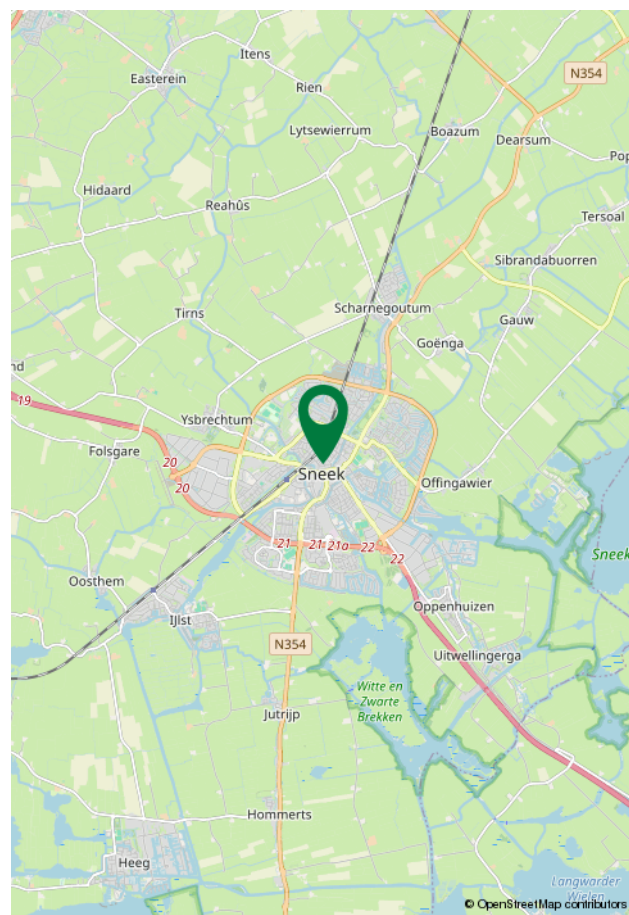 Itens
Easterein
N354
Rien
Lytsewierrum
Boazum
Dearsum
Pop
Hidaard
Reahûs
Tersoal
Sibrandabuorren
Tirns
Scharnegoutum
Gauw
Goënga
nd
19
Ysbrechtum
Folsgare
20
Sneek
20
Offingawier
21
21
21a
22
22
Sneek
Oosthem
Oppenhuizen
IJlst
N354
Uitwellingerga
Witte en
Zwarte
Brekken
Jutrijp
Hommerts
Heeg
Langwarder
Wielen
© OpenStreetMap contributors